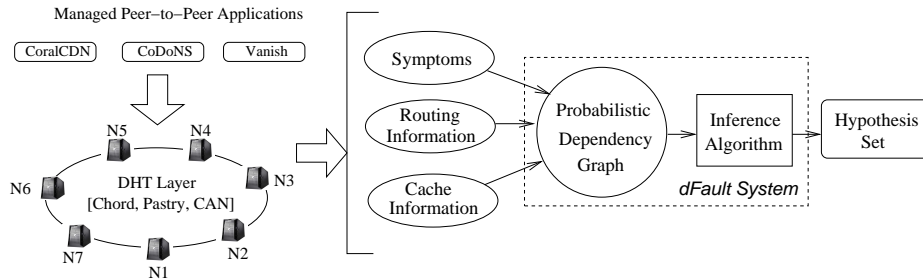 Managed Peer−to−Peer Applications
CoralCDN
CoDoNS
Vanish
N5
N4
N3
N6
DHT Layer
[Chord, Pastry, CAN]
N2
N7
N1
Symptoms
Routing
Information
Cache
Information
Probabilistic
Dependency
Graph
Inference
Algorithm
dFault System
Hypothesis
Set